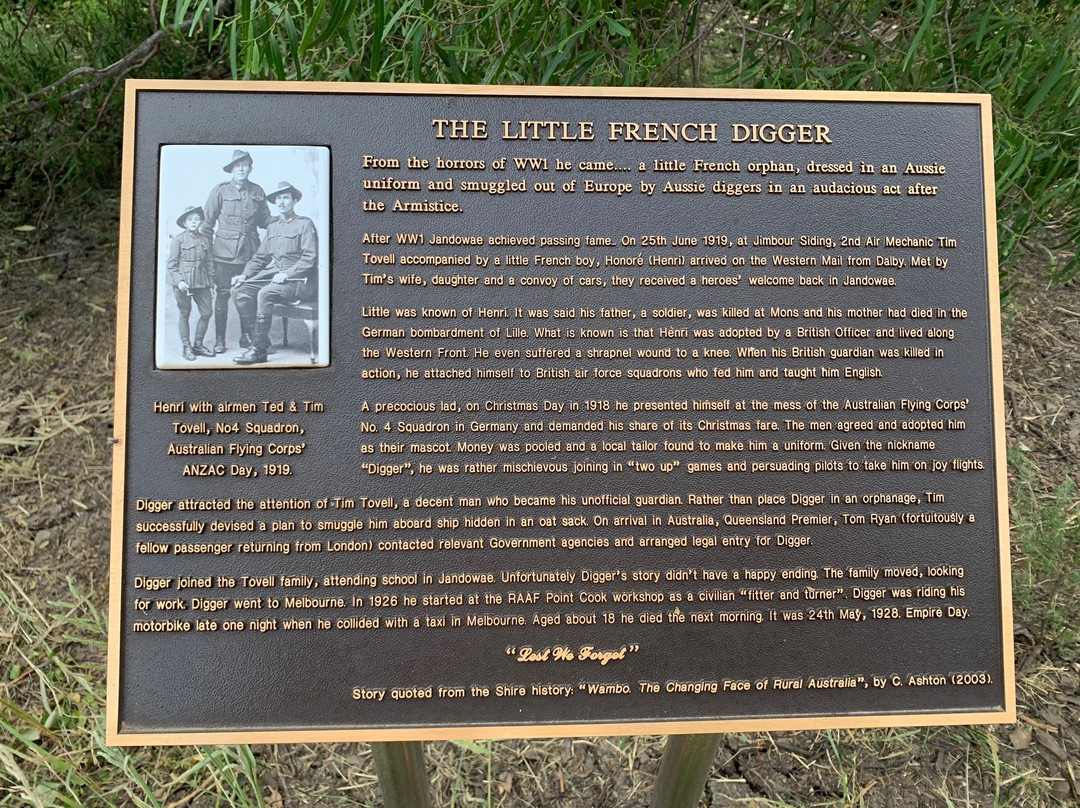 THE LITTLE FRENCH DIGGER
From the horrors of WW1 he came.... a little French orphan, dressed in an Aussie
uniform and smuggled out of Europe by Aussie diggers in an audacious act after
the Armistice.
After WW1 Jandowae achieved passing fame... On 25th June 1919, at Jimbour Siding, 2nd Air Mechanic Tim
Tovell accompanied by a little French boy, Honoré (Henri) arrived on the Western Mail from Dalby. Met by
Tim's wife, daughter and a convoy of cars, they received a heroes' welcome back in Jandowae.
Little was known of Henri. It was said his father, a soldier, was killed at Mons and his mother had died in the
German bombardment of Lille. What is known is that Henri was adopted by a British Officer and lived along
the Western Front. He even suffered a shrapnel wound to a knee. When his British guardian was killed in
action, he attached himself to British air force squadrons who fed him and taught him English.
Henri with airmen Ted & Tim
Tovell, No4 Squadron,
Australian Flying Corps'
ANZAC Day, 1919.
A precocious lad, on Christmas Day in 1918 he presented himself at the mess of the Australian Flying Corps'
No. 4 Squadron in Germany and demanded his share of its Christmas fare. The men agreed and adopted him
as their mascot. Money was pooled and a local tailor found to make him a uniform. Given the nickname
"Digger", he was rather mischievous joining in "two up" games and persuading pilots to take him on joy flights.
Digger attracted the attention of Tim Tovell, a decent man who became his unofficial guardian. Rather than place Digger in an orphanage, Tim
successfully devised a plan to smuggle him aboard ship hidden in an oat sack. On arrival in Australia, Queensland Premier, Tom Ryan (fortuitously a
fellow passenger returning from London) contacted relevant Government agencies and arranged legal entry for Digger.
Digger joined the Tovell family, attending school in Jandowae. Unfortunately Digger's story didn't have a happy ending. The family moved, looking
for work. Digger went to Melbourne. In 1926 he started at the RAAF Point Cook workshop as a civilian "fitter and turner". Digger was riding his
motorbike late one night when he collided with a taxi in Melbourne. Aged about 18 he died the next morning. It was 24th May, 1928. Empire Day.
"Lest We Forget"
Story quoted from the Shire history: "Wambo. The Changing Face of Rural Australia", by C. Ashton (2003).